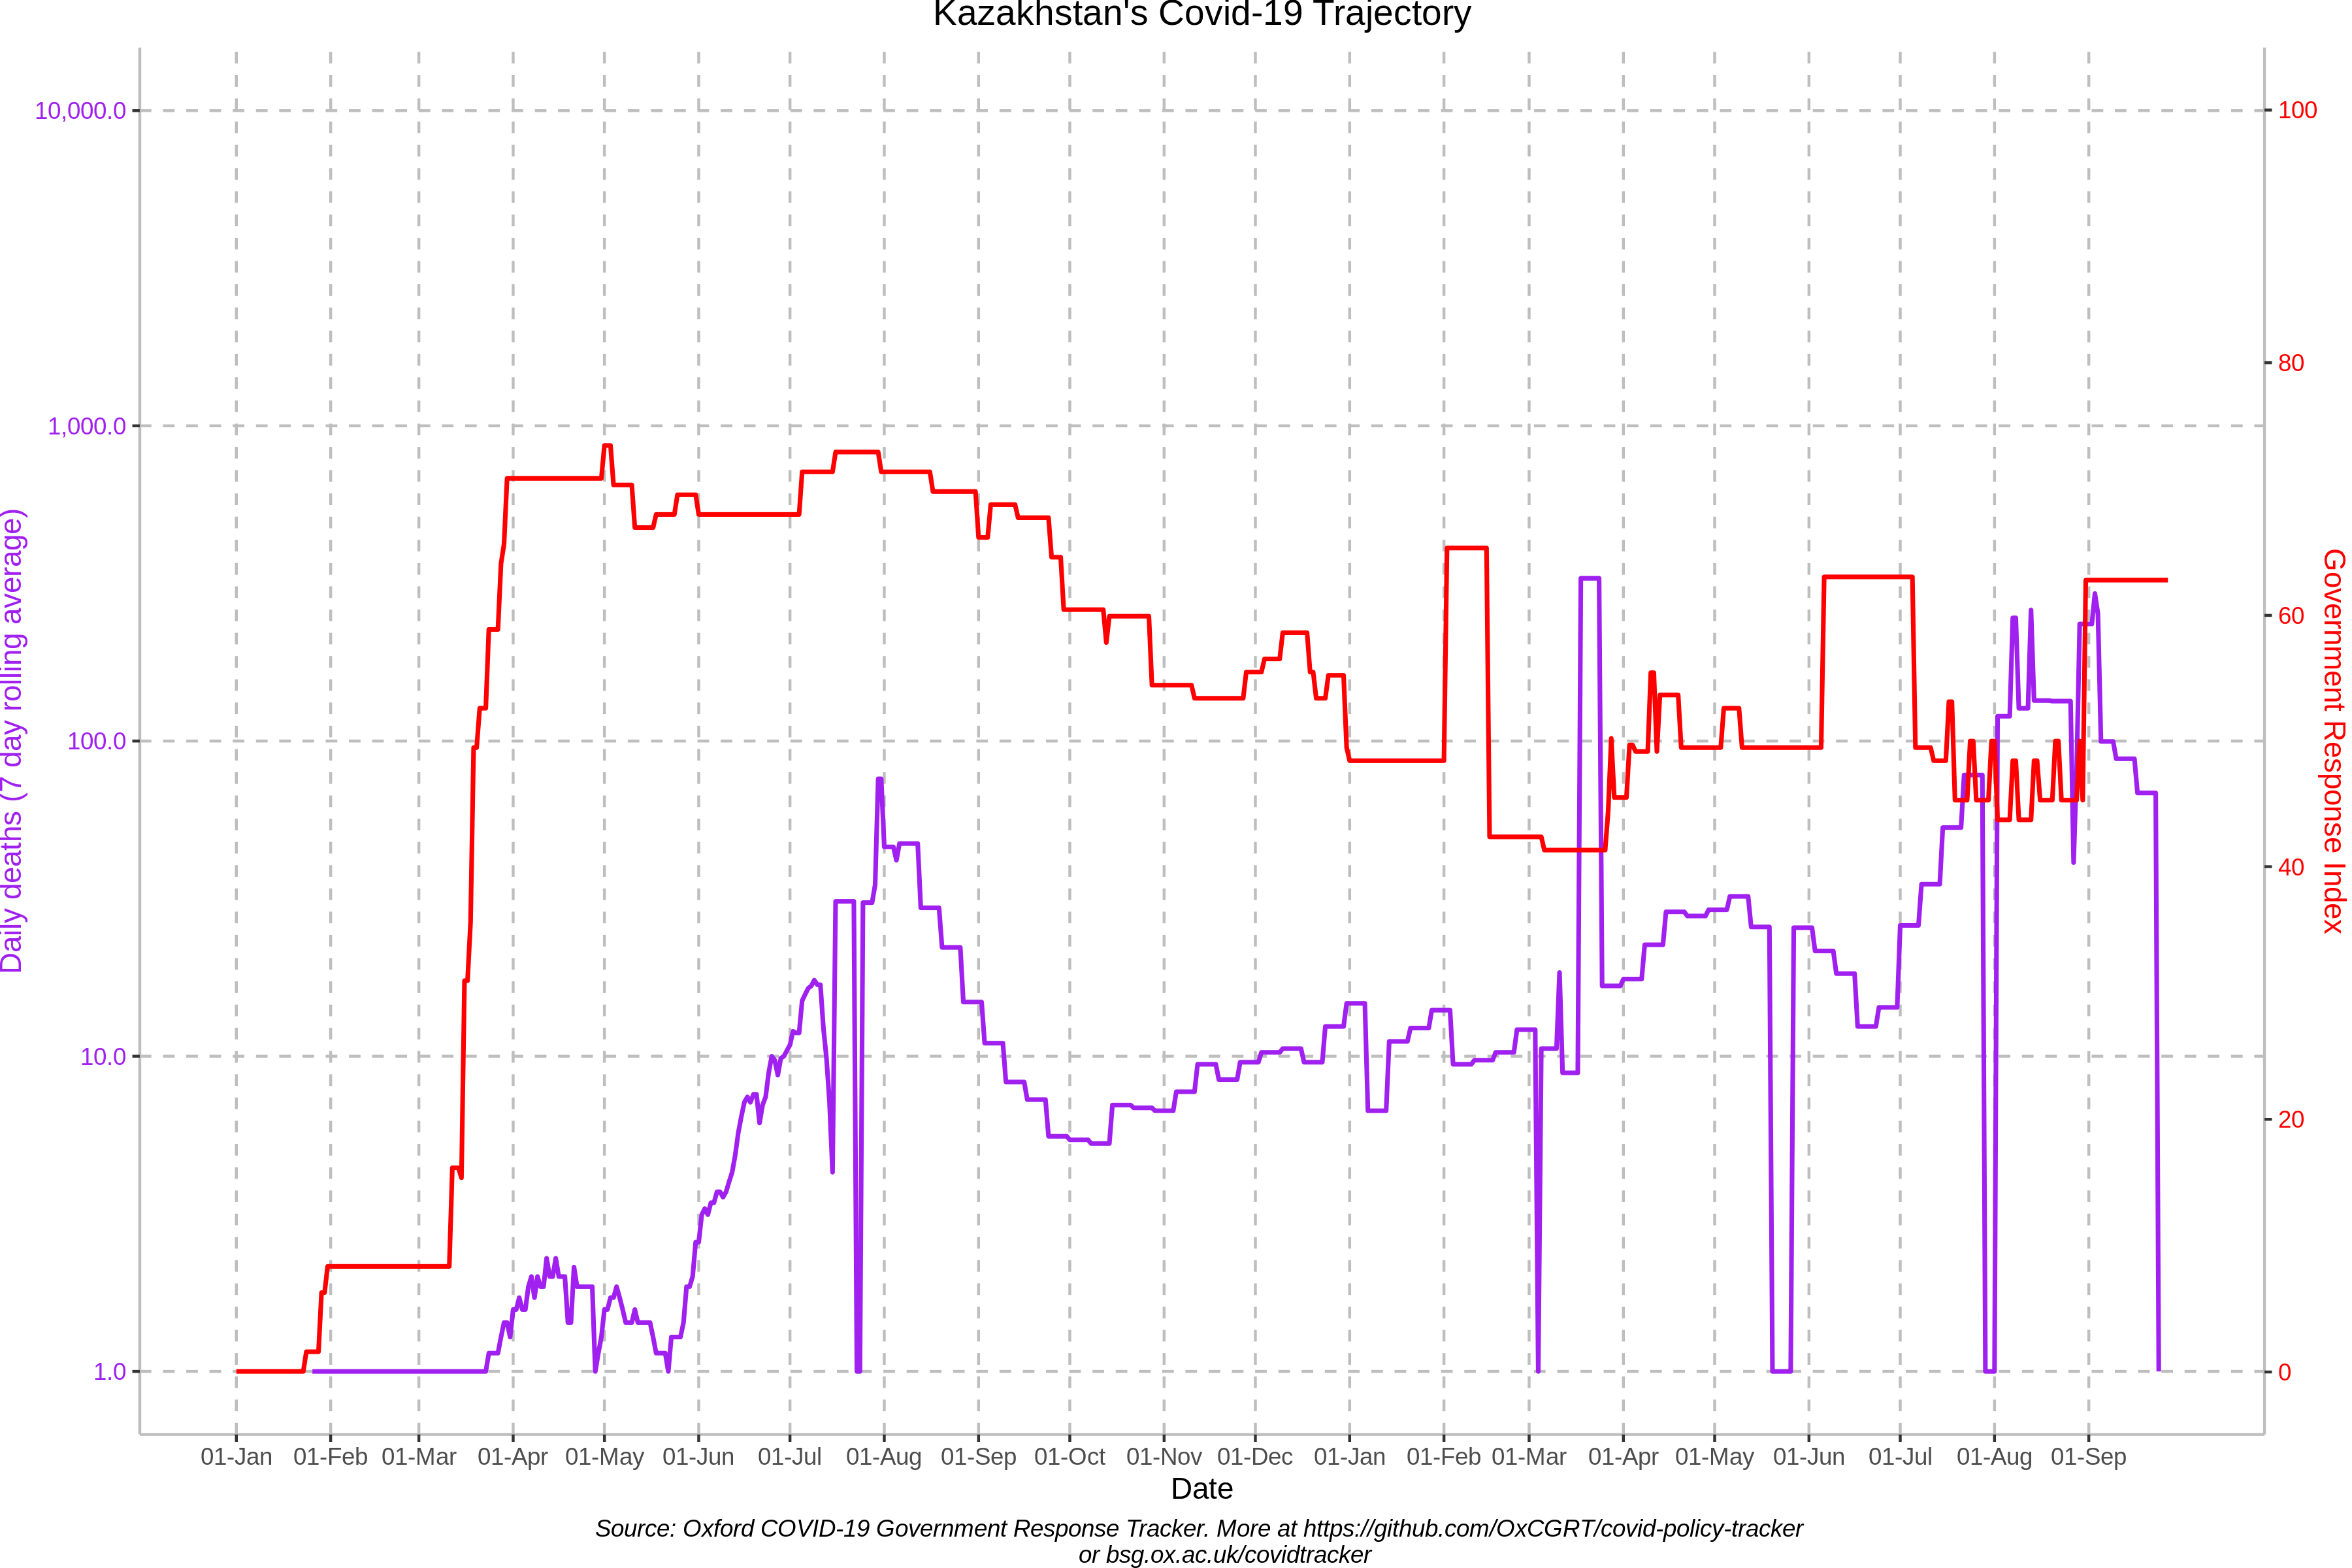 Kazakhstan's Covid-19 Trajectory
10,000.0
1,000.0
100.0
10.0
1.0
Daily deaths (7 day rolling average)
100
80
60
40
20
0
Government Response Index
01-Jan 01-Feb 01-Mar 01-Apr 01-May 01-Jun 01-Jul 01-Aug 01-Sep 01-Oct 01-Nov 01-Dec 01-Jan 01-Feb 01-Mar 01-Apr 01-May 01-Jun 01-Jul 01-Aug 01-Sep
Date
Source: Oxford COVID-19 Government Response Tracker. More at https://github.com/OxCGRT/covid-policy-tracker
or bsg.ox.ac.uk/covidtracker